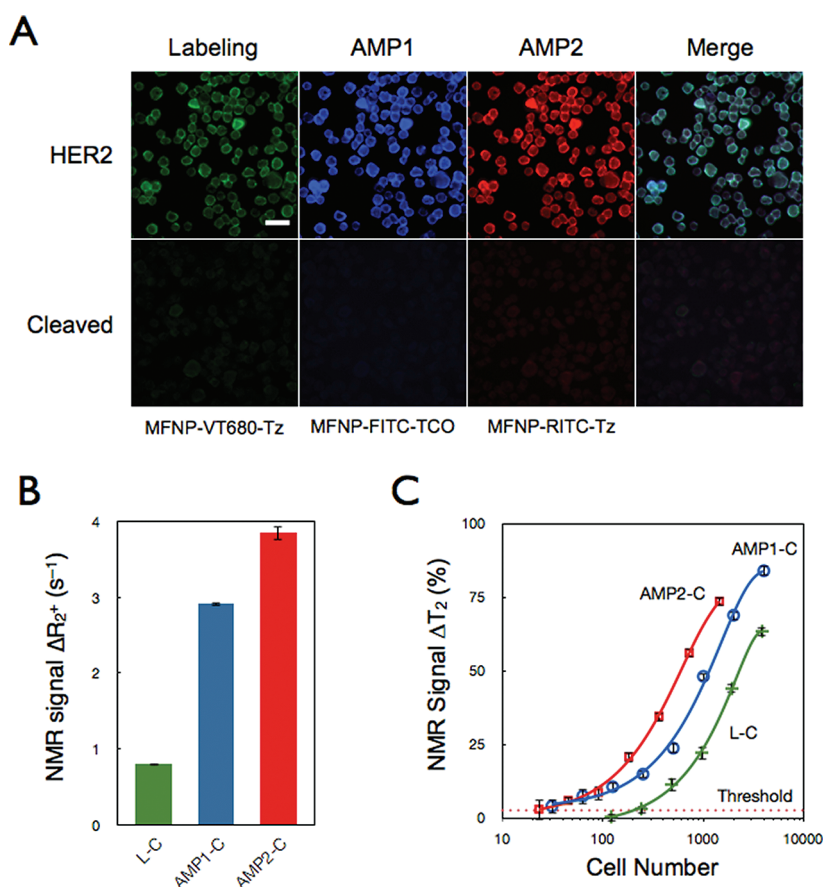 A
Labeling AMP1 AMP2 Merge
HER2
Cleaved
MFNP-VT680-Tz MFNP-FITC-TCO MFNP-RITC-Tz
B
NMR signal ΔR₂⁺ (s⁻¹)
4
3
2
1
0
L-C AMP1-C AMP2-C
C
NMR Signal ΔT₂ (%)
100
75
50
25
0
AMP1-C
AMP2-C
L-C
Threshold
10 100 1000 10000
Cell Number